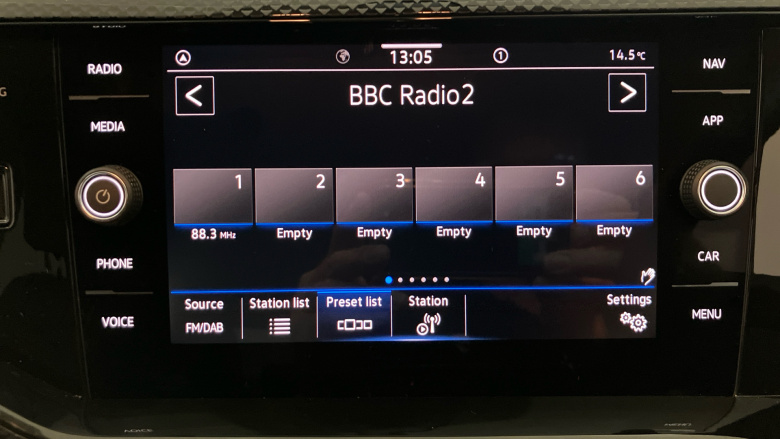 RADIO
MEDIA
PHONE
VOICE
13:05
1
14.5°C
BBC Radio2
1 2 3 4 5 6
88.3 MHz Empty Empty Empty Empty Empty
Source
FM/DAB
Station list
Preset list
Station
Settings
NAV
APP
CAR
MENU